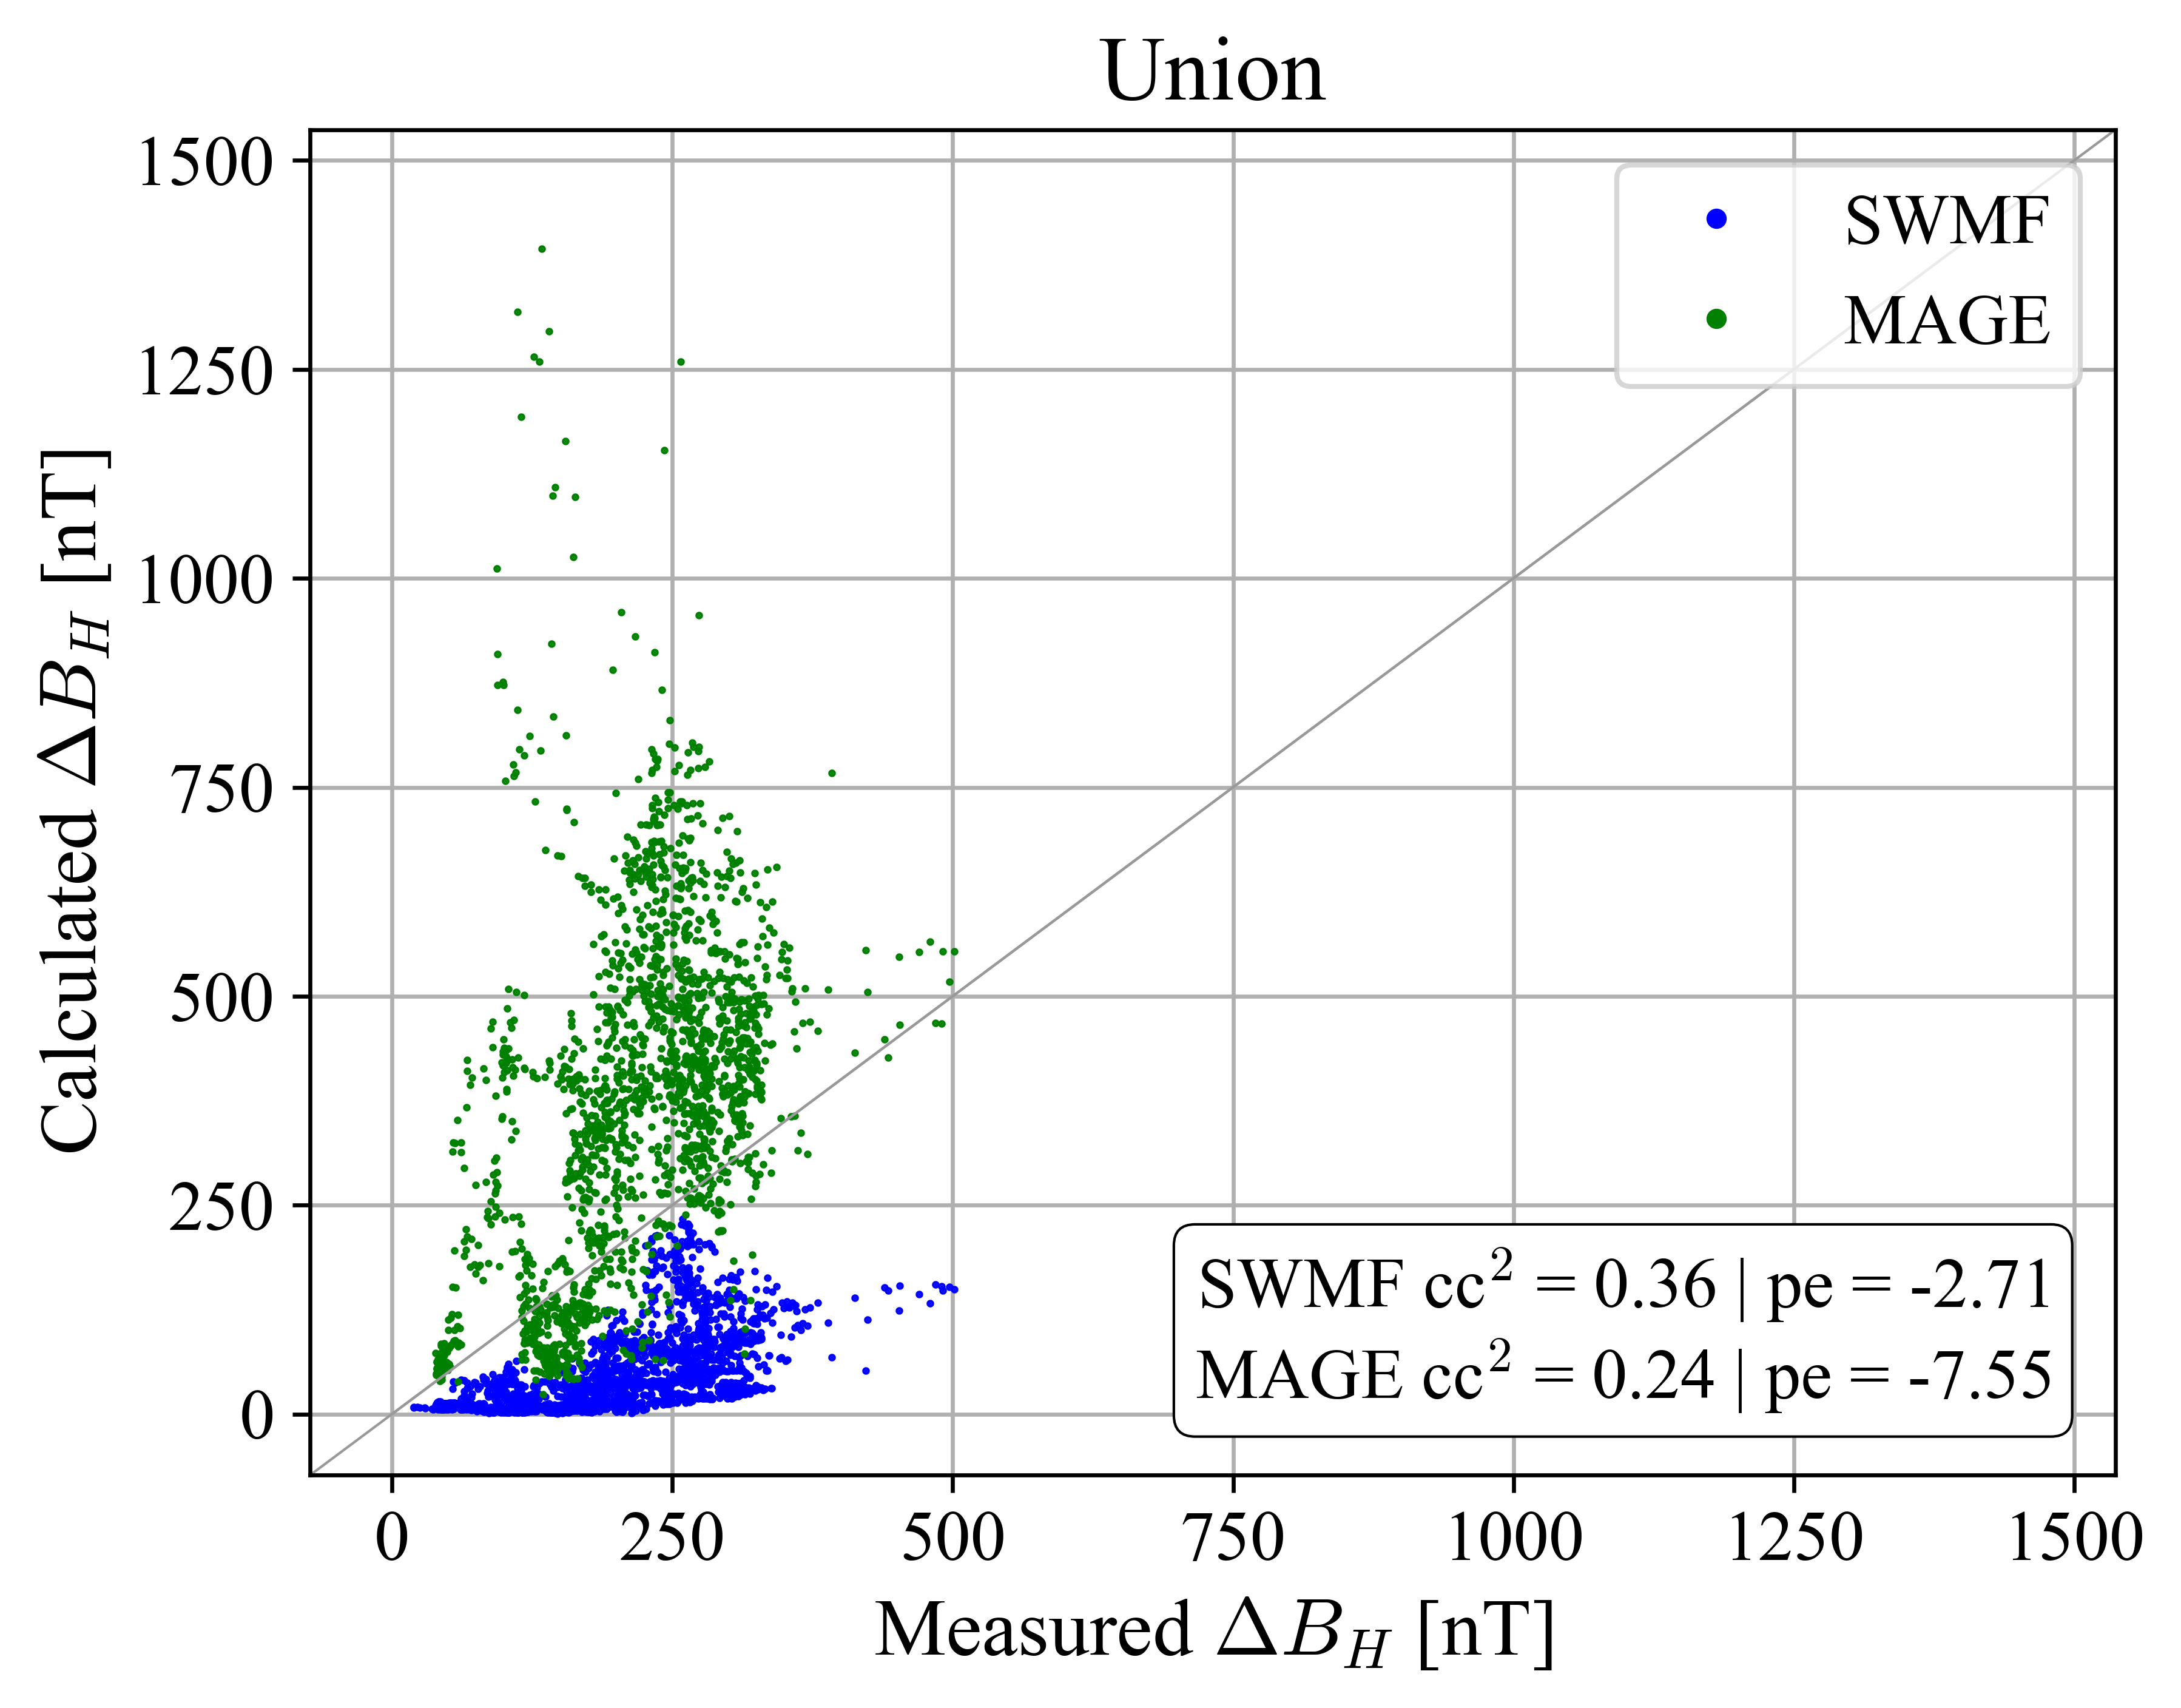 Union
Calculated ΔB_H [nT]
1500
1250
1000
750
500
250
0
SWMF
MAGE
SWMF cc² = 0.36 | pe = -2.71
MAGE cc² = 0.24 | pe = -7.55
0 250 500 750 1000 1250 1500
Measured ΔB_H [nT]